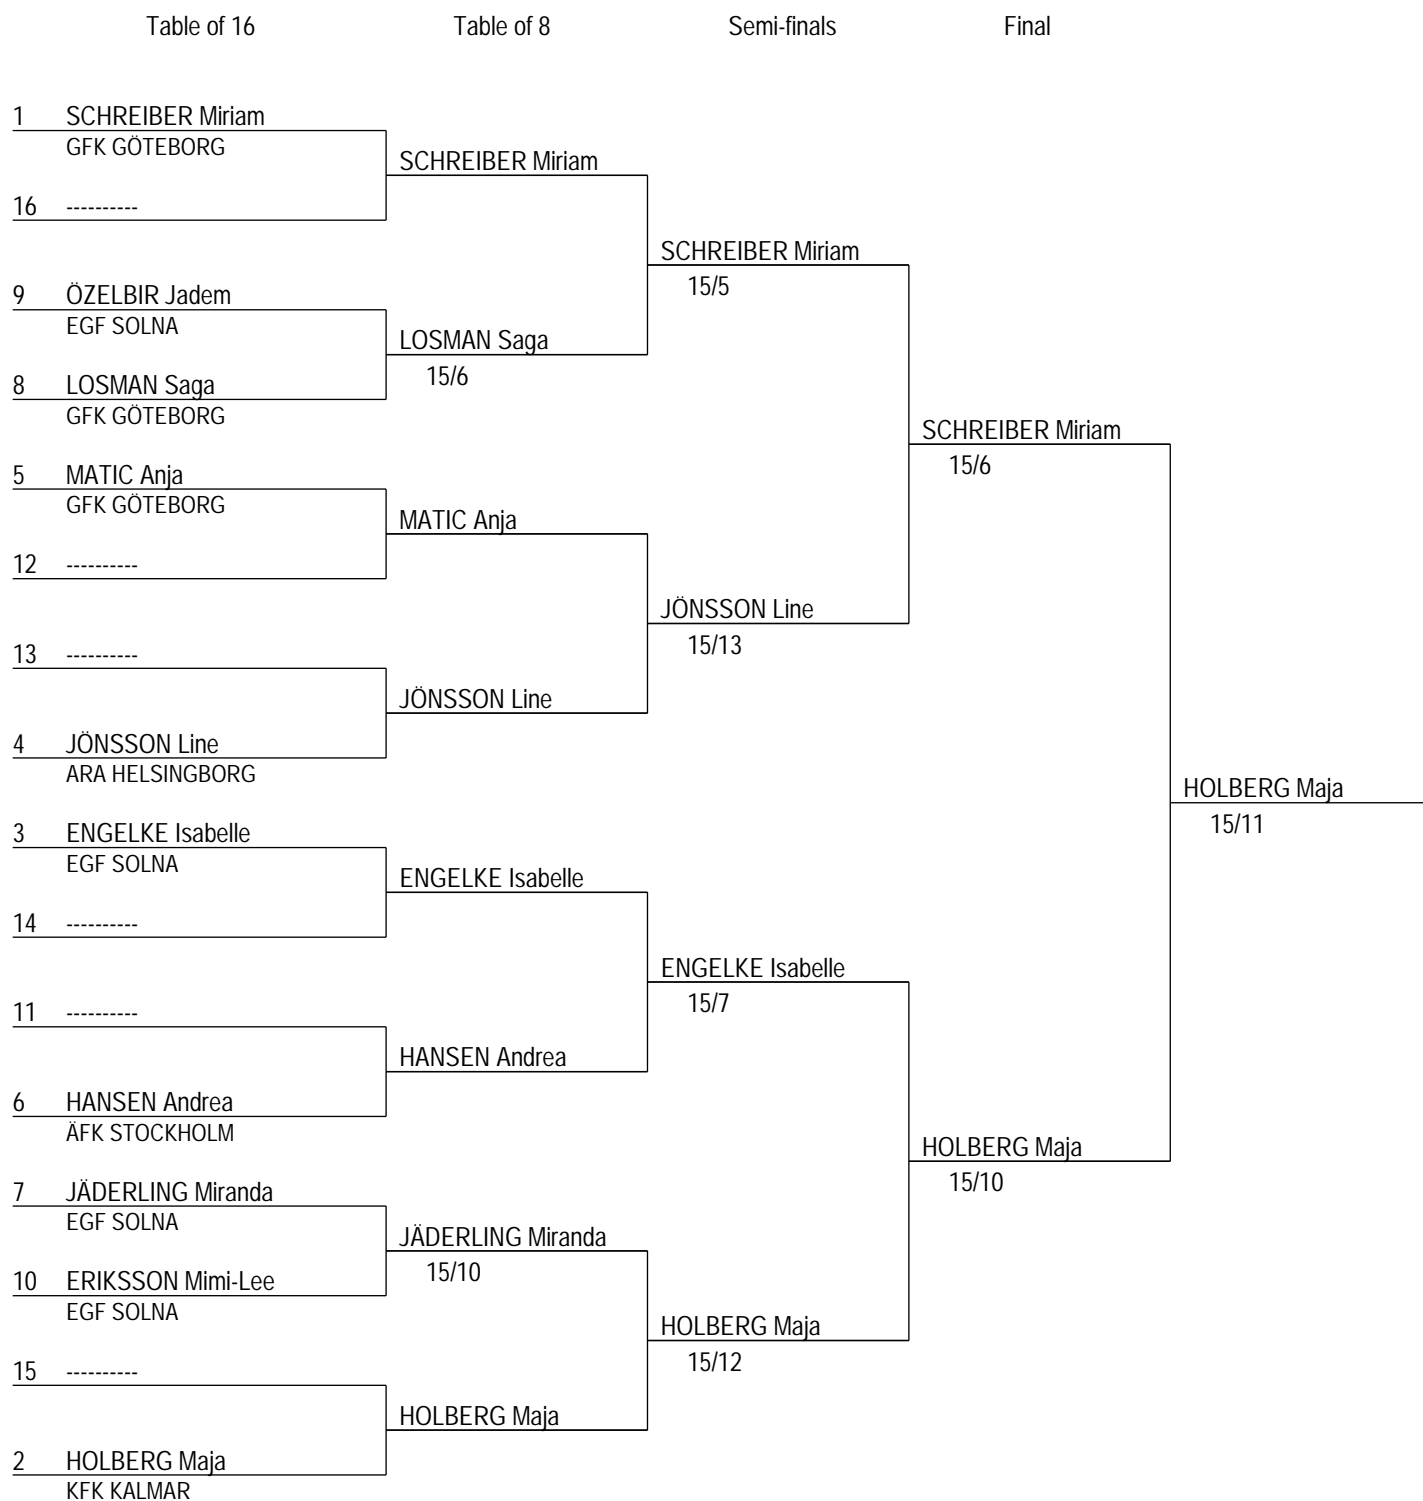 Table of 16 Table of 8 Semi-finals Final
1 SCHREIBER Miriam
GFK GÖTEBORG
SCHREIBER Miriam
16 ----------
SCHREIBER Miriam
15/5
9 ÖZELBIR Jadem
EGF SOLNA
LOSMAN Saga
15/6
8 LOSMAN Saga
GFK GÖTEBORG
SCHREIBER Miriam
15/6
5 MATIC Anja
GFK GÖTEBORG
MATIC Anja
12 ----------
JÖNSSON Line
15/13
13 ----------
JÖNSSON Line
4 JÖNSSON Line
ARA HELSINGBORG
HOLBERG Maja
15/11
3 ENGELKE Isabelle
EGF SOLNA
ENGELKE Isabelle
14 ----------
ENGELKE Isabelle
15/7
11 ----------
HANSEN Andrea
6 HANSEN Andrea
ÄFK STOCKHOLM
HOLBERG Maja
15/10
7 JÄDERLING Miranda
EGF SOLNA
JÄDERLING Miranda
15/10
10 ERIKSSON Mimi-Lee
EGF SOLNA
HOLBERG Maja
15/12
15 ----------
HOLBERG Maja
2 HOLBERG Maja
KFK KALMAR